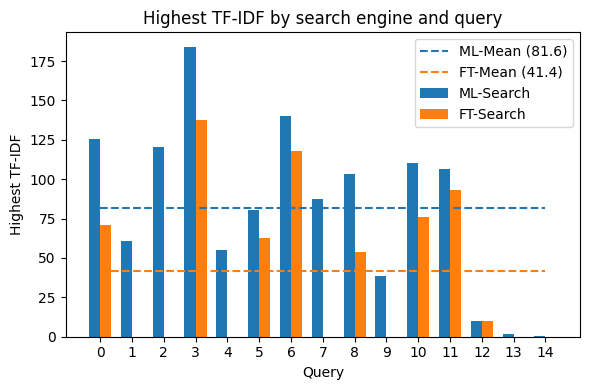 Highest TF-IDF by search engine and query
ML-Mean (81.6)
FT-Mean (41.4)
ML-Search
FT-Search
Highest TF-IDF
175
150
125
100
75
50
25
0
0 1 2 3 4 5 6 7 8 9 10 11 12 13 14
Query